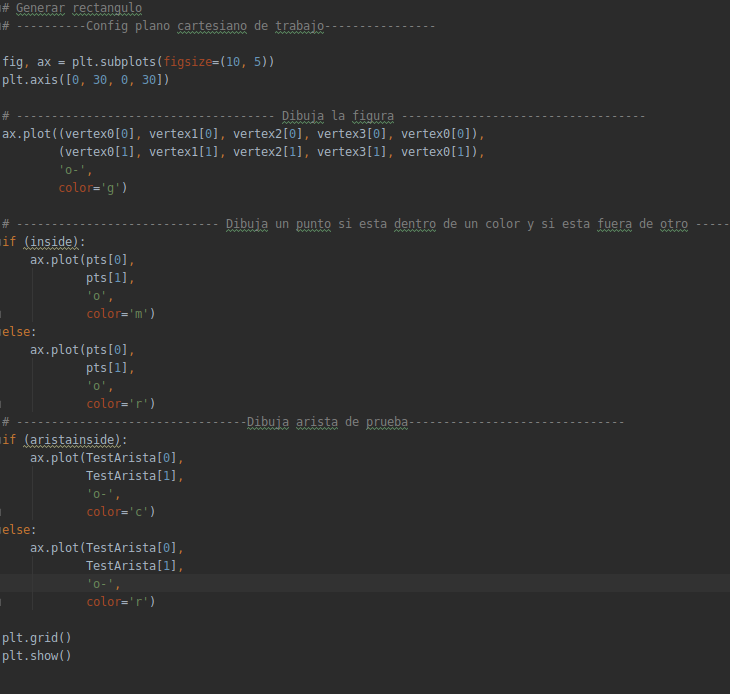 # Generar rectangulo
# ----------Config plano cartesiano de trabajo----------------
fig, ax = plt.subplots(figsize=(10, 5))
plt.axis([0, 30, 0, 30])
# ------------------------------------- Dibuja la figura -----------------------------------
ax.plot((vertex0[0], vertex1[0], vertex2[0], vertex3[0], vertex0[0]),
(vertex0[1], vertex1[1], vertex2[1], vertex3[1], vertex0[1]),
'o-',
color='g')
# ----------------------------- Dibuja un punto si esta dentro de un color y si esta fuera de otro -----
if (inside):
ax.plot(pts[0],
pts[1],
'o',
color='m')
else:
ax.plot(pts[0],
pts[1],
'o',
color='r')
# ---------------------------------Dibuja arista de prueba-------------------------------
if (aristainside):
ax.plot(TestArista[0],
TestArista[1],
'o-',
color='c')
else:
ax.plot(TestArista[0],
TestArista[1],
'o-',
color='r')
plt.grid()
plt.show()